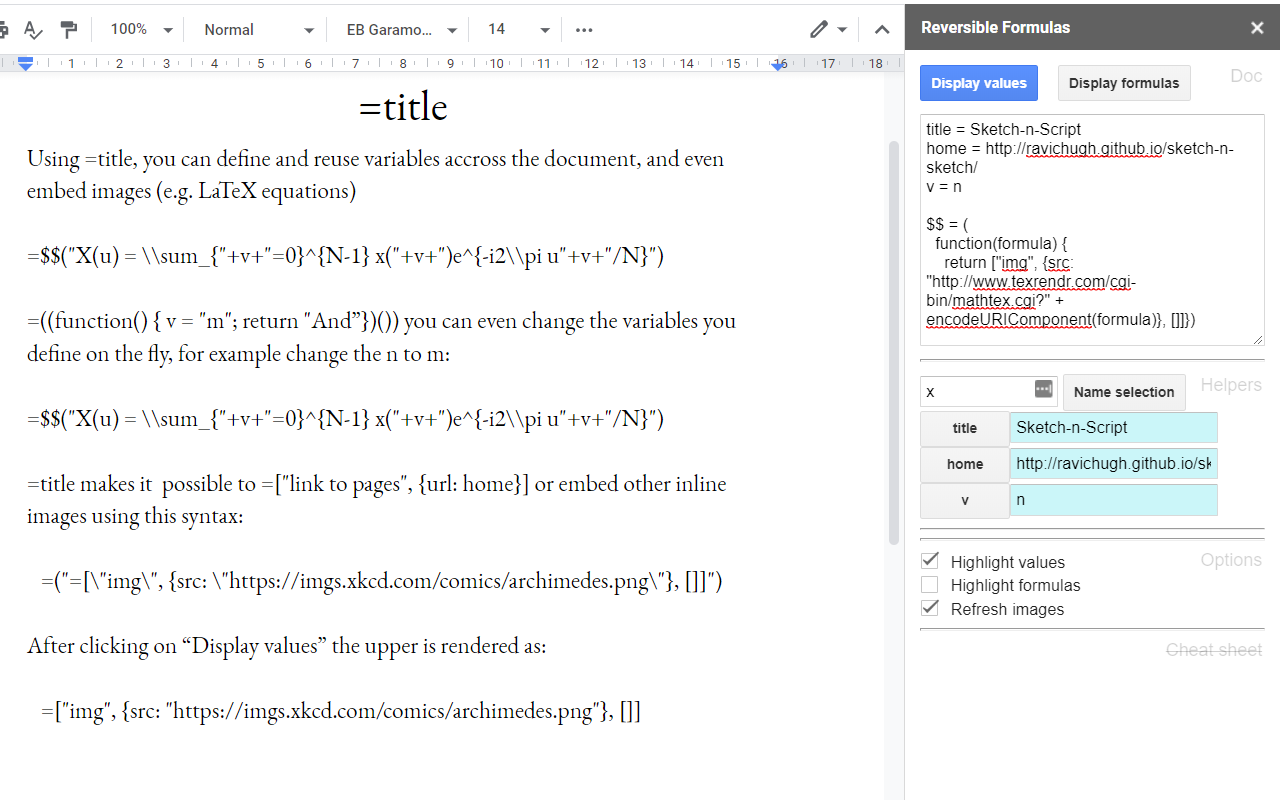 100%
Normal
EB Garamo...
14
1 2 3 4 5 6 7 8 9 10 11 12 13 14 15 16 17 18
=title
Using =title, you can define and reuse variables accross the document, and even
embed images (e.g. LaTeX equations)
=$$("X(u) = \\sum_{"+v+"=0}^{N-1} x("+v+")e^{-i2\\pi u"+v+"/N}")
=((function() { v = "m"; return "And”})()) you can even change the variables you
define on the fly, for example change the n to m:
=$$("X(u) = \\sum_{"+v+"=0}^{N-1} x("+v+")e^{-i2\\pi u"+v+"/N}")
=title makes it  possible to =["link to pages", {url: home}] or embed other inline
images using this syntax:
=("=[\"img\", {src: \"https://imgs.xkcd.com/comics/archimedes.png\"}, []]")
After clicking on “Display values” the upper is rendered as:
=["img", {src: "https://imgs.xkcd.com/comics/archimedes.png"}, []]
Reversible Formulas
Display values
Display formulas
Doc
title = Sketch-n-Script
home = http://ravichugh.github.io/sketch-n-
sketch/
v = n
$$ = (
function(formula) {
return ["img", {src:
"http://www.texrendr.com/cgi-
bin/mathtex.cgi?" +
encodeURIComponent(formula)}, []]})
x
Name selection
Helpers
title
Sketch-n-Script
home
http://ravichugh.github.io/sk
v
n
Highlight values
Options
Highlight formulas
Refresh images
Cheat sheet